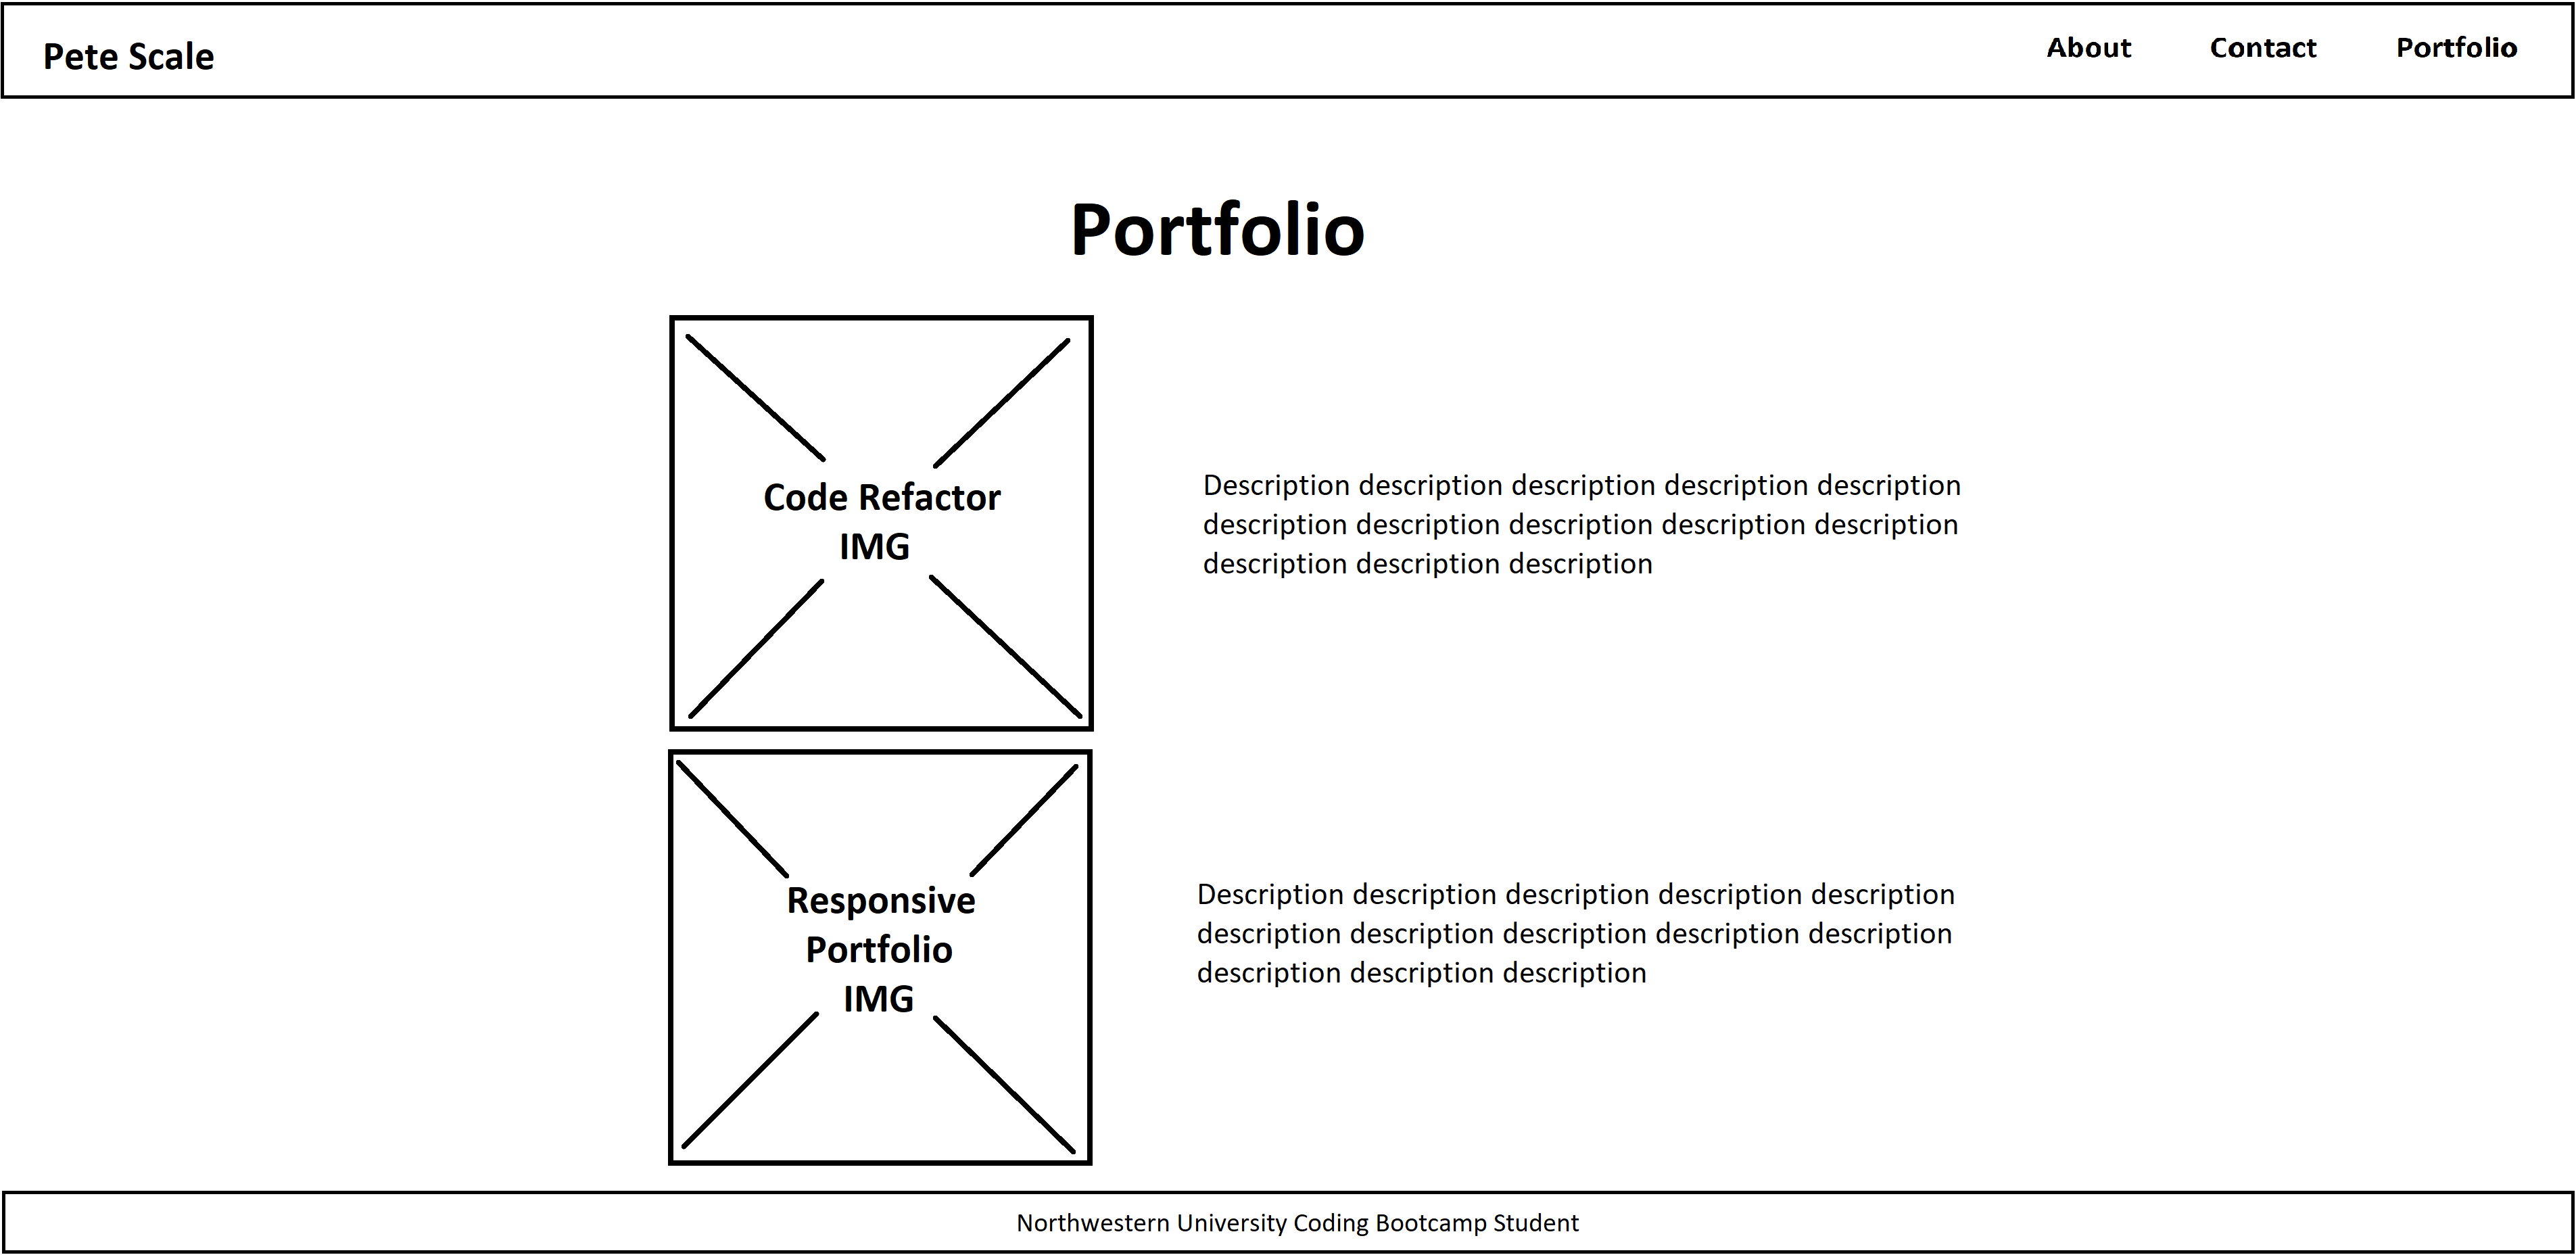 Pete Scale
About Contact Portfolio
Portfolio
Code Refactor
IMG
Description description description description description
description description description description description
description description description
Responsive
Portfolio
IMG
Description description description description description
description description description description description
description description description
Northwestern University Coding Bootcamp Student